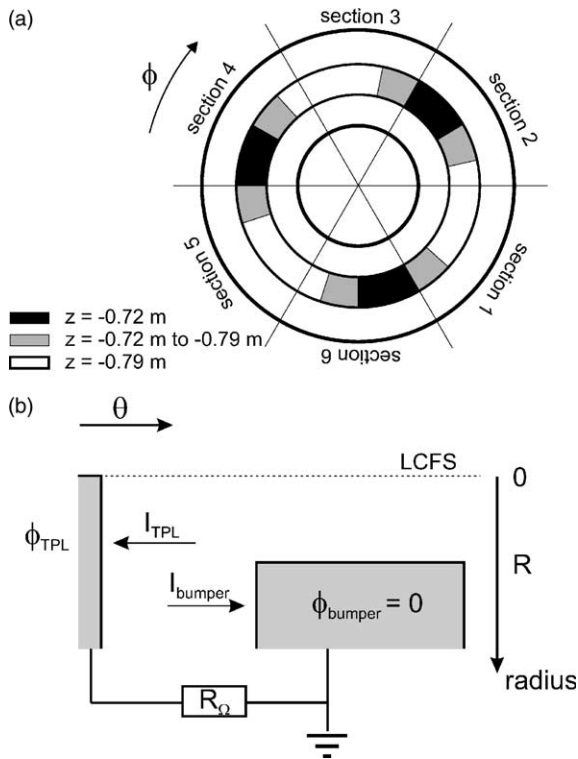 (a)
section 3
ϕ
section 4
section 2
section 5
section 1
section 6
z = -0.72 m
z = -0.72 m to -0.79 m
z = -0.79 m
(b)
θ
LCFS
0
ϕTPL
ITPL
R
Ibumper
ϕbumper = 0
radius
RΩ